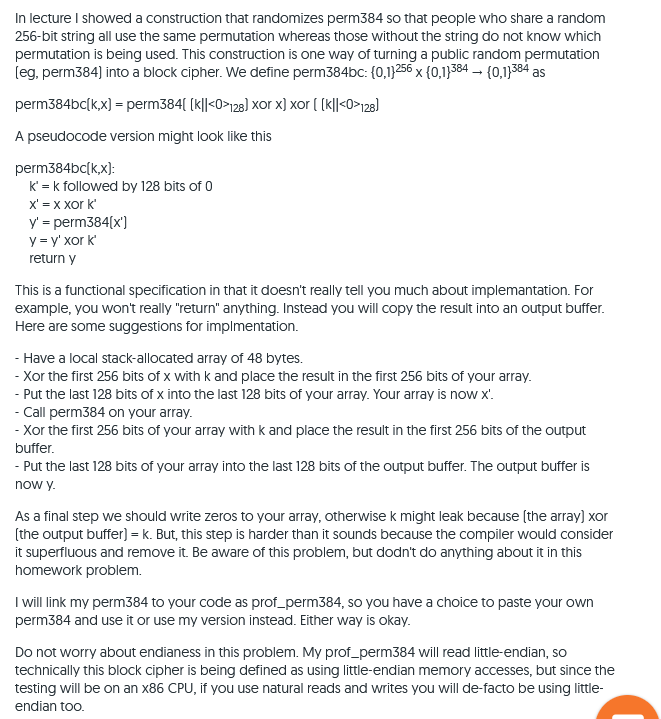 In lecture I showed a construction that randomizes perm384 so that people who share a random
256-bit string all use the same permutation whereas those without the string do not know which
permutation is being used. This construction is one way of turning a public random permutation
(eg, perm384) into a block cipher. We define perm384bc: {0,1}256 x {0,1}384 → {0,1}384 as
perm384bc(k,x) = perm384( (k||<0>128) xor x) xor ( (k||<0>128)
A pseudocode version might look like this
perm384bc(k,x):
k' = k followed by 128 bits of 0
x' = x xor k'
y' = perm384(x')
y = y' xor k'
return y
This is a functional specification in that it doesn't really tell you much about implemantation. For
example, you won't really "return" anything. Instead you will copy the result into an output buffer.
Here are some suggestions for implmentation.
- Have a local stack-allocated array of 48 bytes.
- Xor the first 256 bits of x with k and place the result in the first 256 bits of your array.
- Put the last 128 bits of x into the last 128 bits of your array. Your array is now x'.
- Call perm384 on your array.
- Xor the first 256 bits of your array with k and place the result in the first 256 bits of the output
buffer.
- Put the last 128 bits of your array into the last 128 bits of the output buffer. The output buffer is
now y.
As a final step we should write zeros to your array, otherwise k might leak because (the array) xor
(the output buffer) = k. But, this step is harder than it sounds because the compiler would consider
it superfluous and remove it. Be aware of this problem, but dodn't do anything about it in this
homework problem.
I will link my perm384 to your code as prof_perm384, so you have a choice to paste your own
perm384 and use it or use my version instead. Either way is okay.
Do not worry about endianess in this problem. My prof_perm384 will read little-endian, so
technically this block cipher is being defined as using little-endian memory accesses, but since the
testing will be on an x86 CPU, if you use natural reads and writes you will de-facto be using little-
endian too.